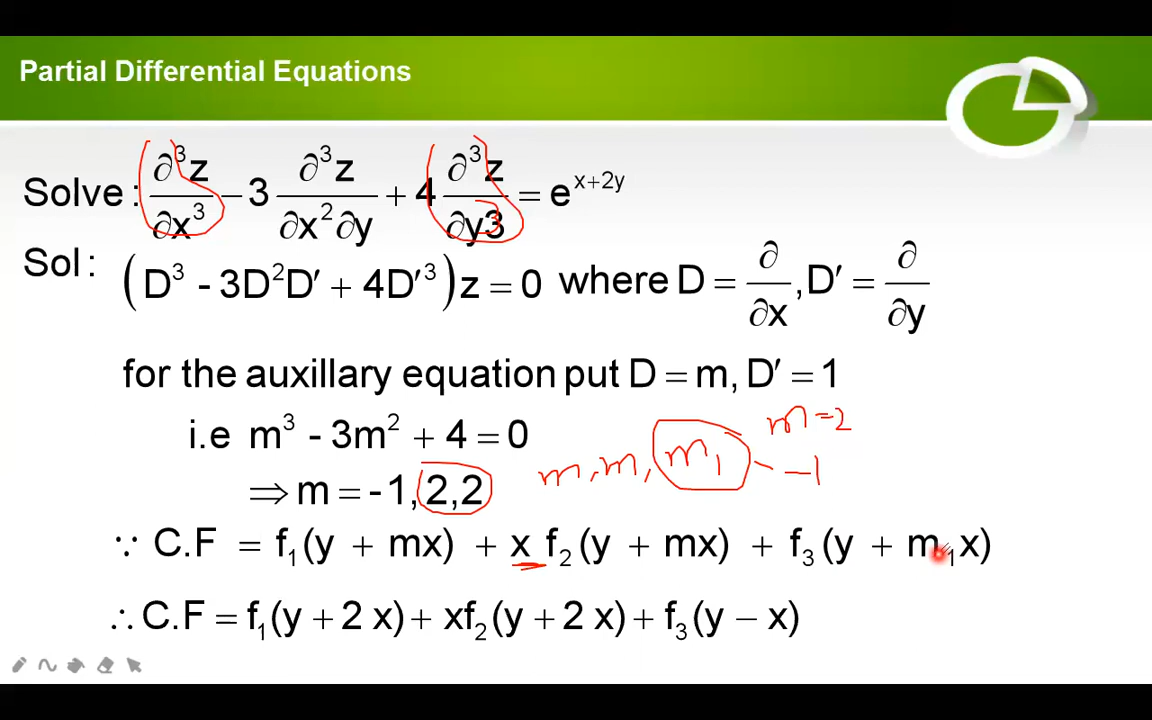 Partial Differential Equations
Solve : ∂³z/∂x³ − 3 ∂³z/∂x²∂y + 4 ∂³z/∂y3 = e^(x+2y)
Sol : (D³ - 3D²D′ + 4D′³) z = 0 where D = ∂/∂x , D′ = ∂/∂y
for the auxillary equation put D = m, D′ = 1
i.e m³ - 3m² + 4 = 0
m = 2
m, m, m₁ - -1
⇒ m = -1, 2, 2
∵ C.F = f₁(y + mx) + x f₂(y + mx) + f₃(y + m₁x)
∴ C.F = f₁(y + 2 x) + xf₂(y + 2 x) + f₃(y − x)